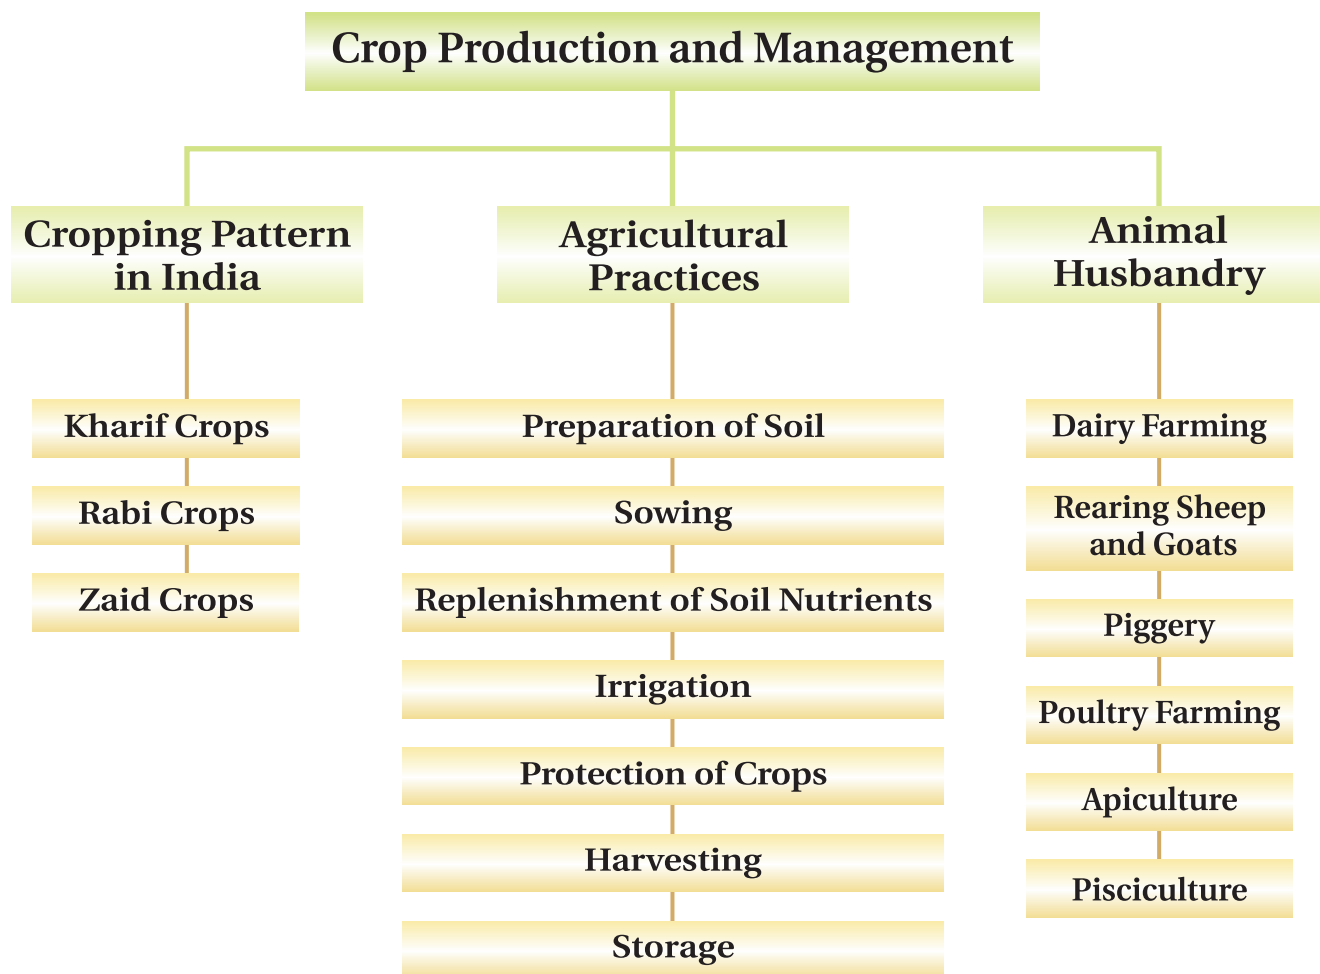 Crop Production and Management
Cropping Pattern
in India
Kharif Crops
Rabi Crops
Zaid Crops
Agricultural
Practices
Preparation of Soil
Sowing
Replenishment of Soil Nutrients
Irrigation
Protection of Crops
Harvesting
Storage
Animal
Husbandry
Dairy Farming
Rearing Sheep
and Goats
Piggery
Poultry Farming
Apiculture
Pisciculture